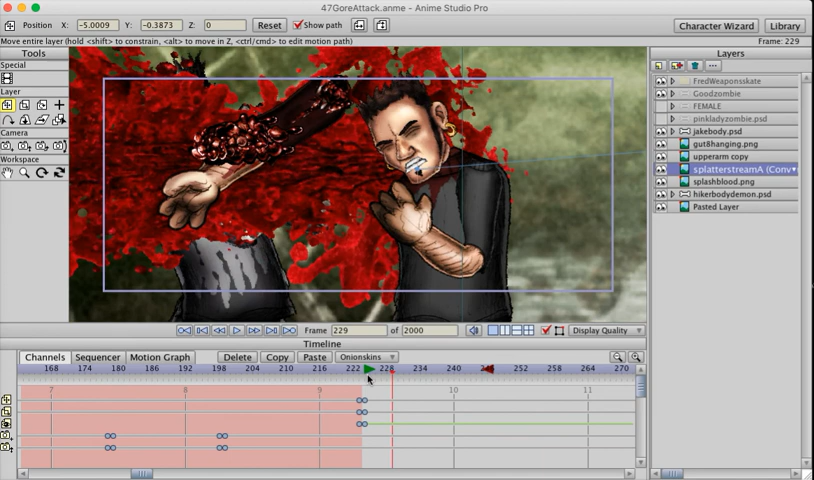 47GoreAttack.anme - Anime Studio Pro
Position X: -5.0009 Y: -0.3873 Z: 0 Reset Show path Character Wizard Library
Move entire layer (hold <shift> to constrain, <alt> to move in Z, <ctrl/cmd> to edit motion path) Frame: 229
Tools
Special
Layer
Camera
Workspace
Layers
FredWeaponsskate
Goodzombie
FEMALE
pinkladyzombie.psd
jakebody.psd
gut8hanging.png
upperarm copy
splatterstreamA (Conv
splashblood.png
hikerbodydemon.psd
Pasted Layer
Frame 229 of 2000 Display Quality
Timeline
Channels Sequencer Motion Graph Delete Copy Paste Onionskins
168 174 180 186 192 198 204 210 216 222 228 234 240 252 258 264 270
7 8 9 10 11